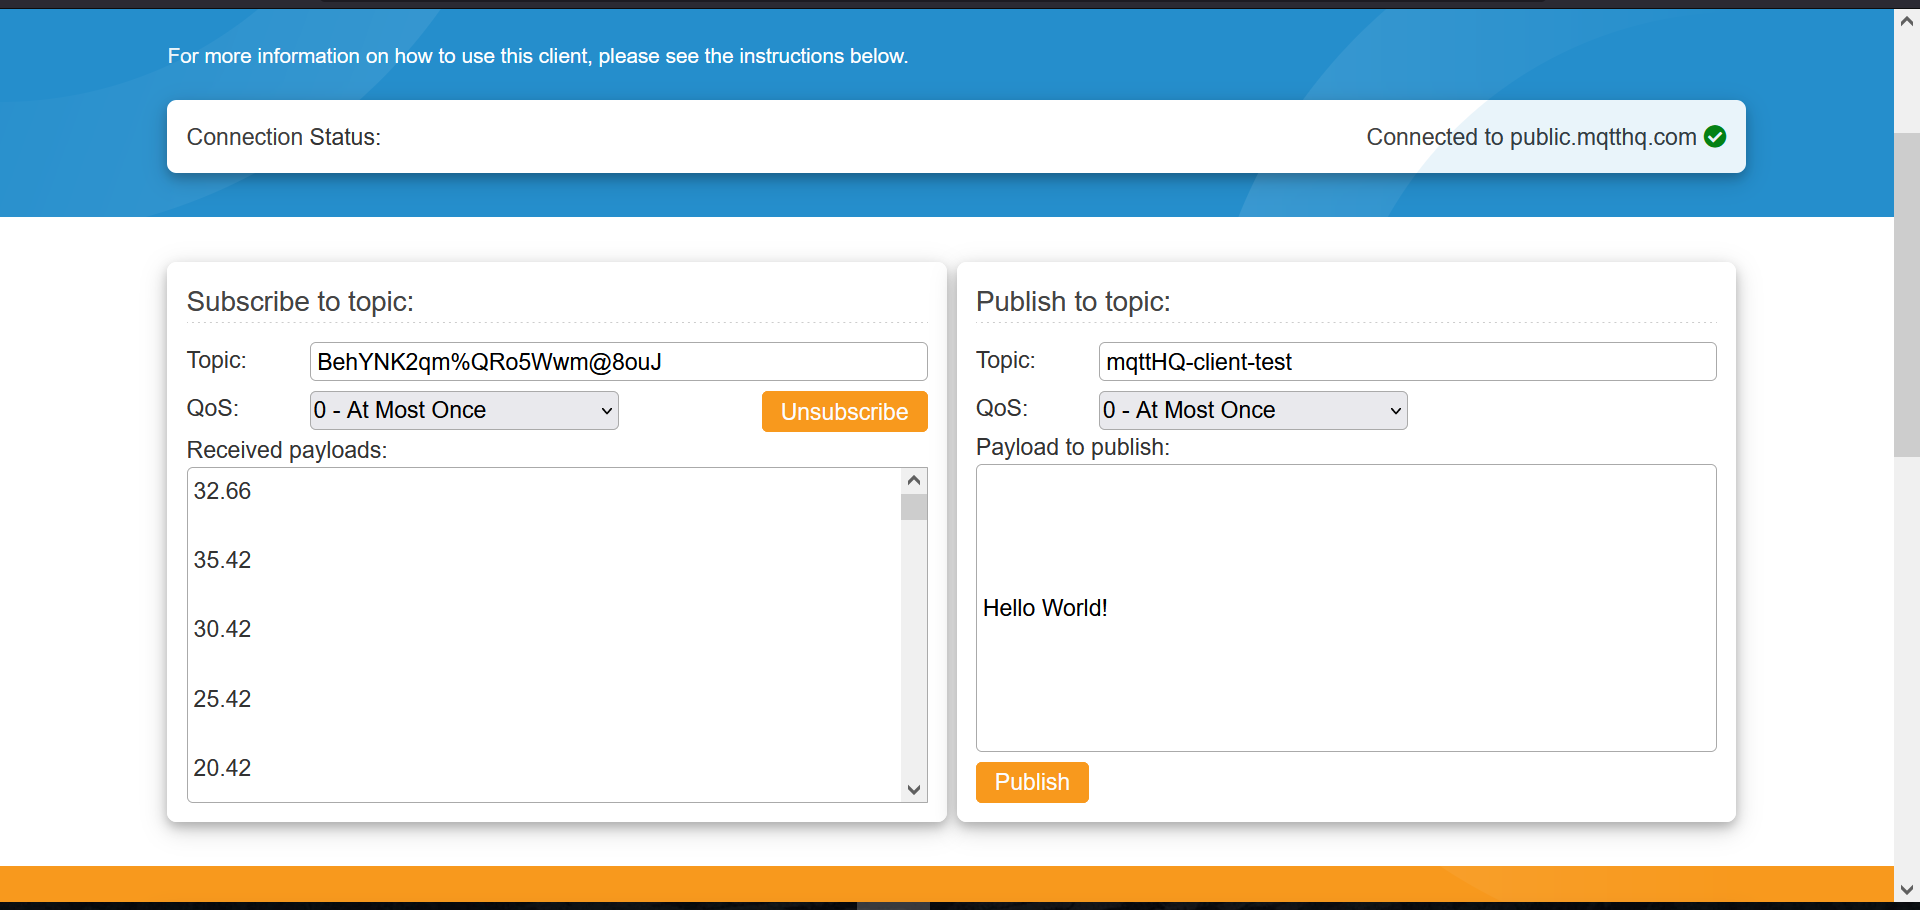 For more information on how to use this client, please see the instructions below.
Connection Status:
Connected to public.mqtthq.com
Subscribe to topic:
Topic:
BehYNK2qm%QRo5Wwm@8ouJ
QoS:
0 - At Most Once
Unsubscribe
Received payloads:
32.66
35.42
30.42
25.42
20.42
Publish to topic:
Topic:
mqttHQ-client-test
QoS:
0 - At Most Once
Payload to publish:
Hello World!
Publish